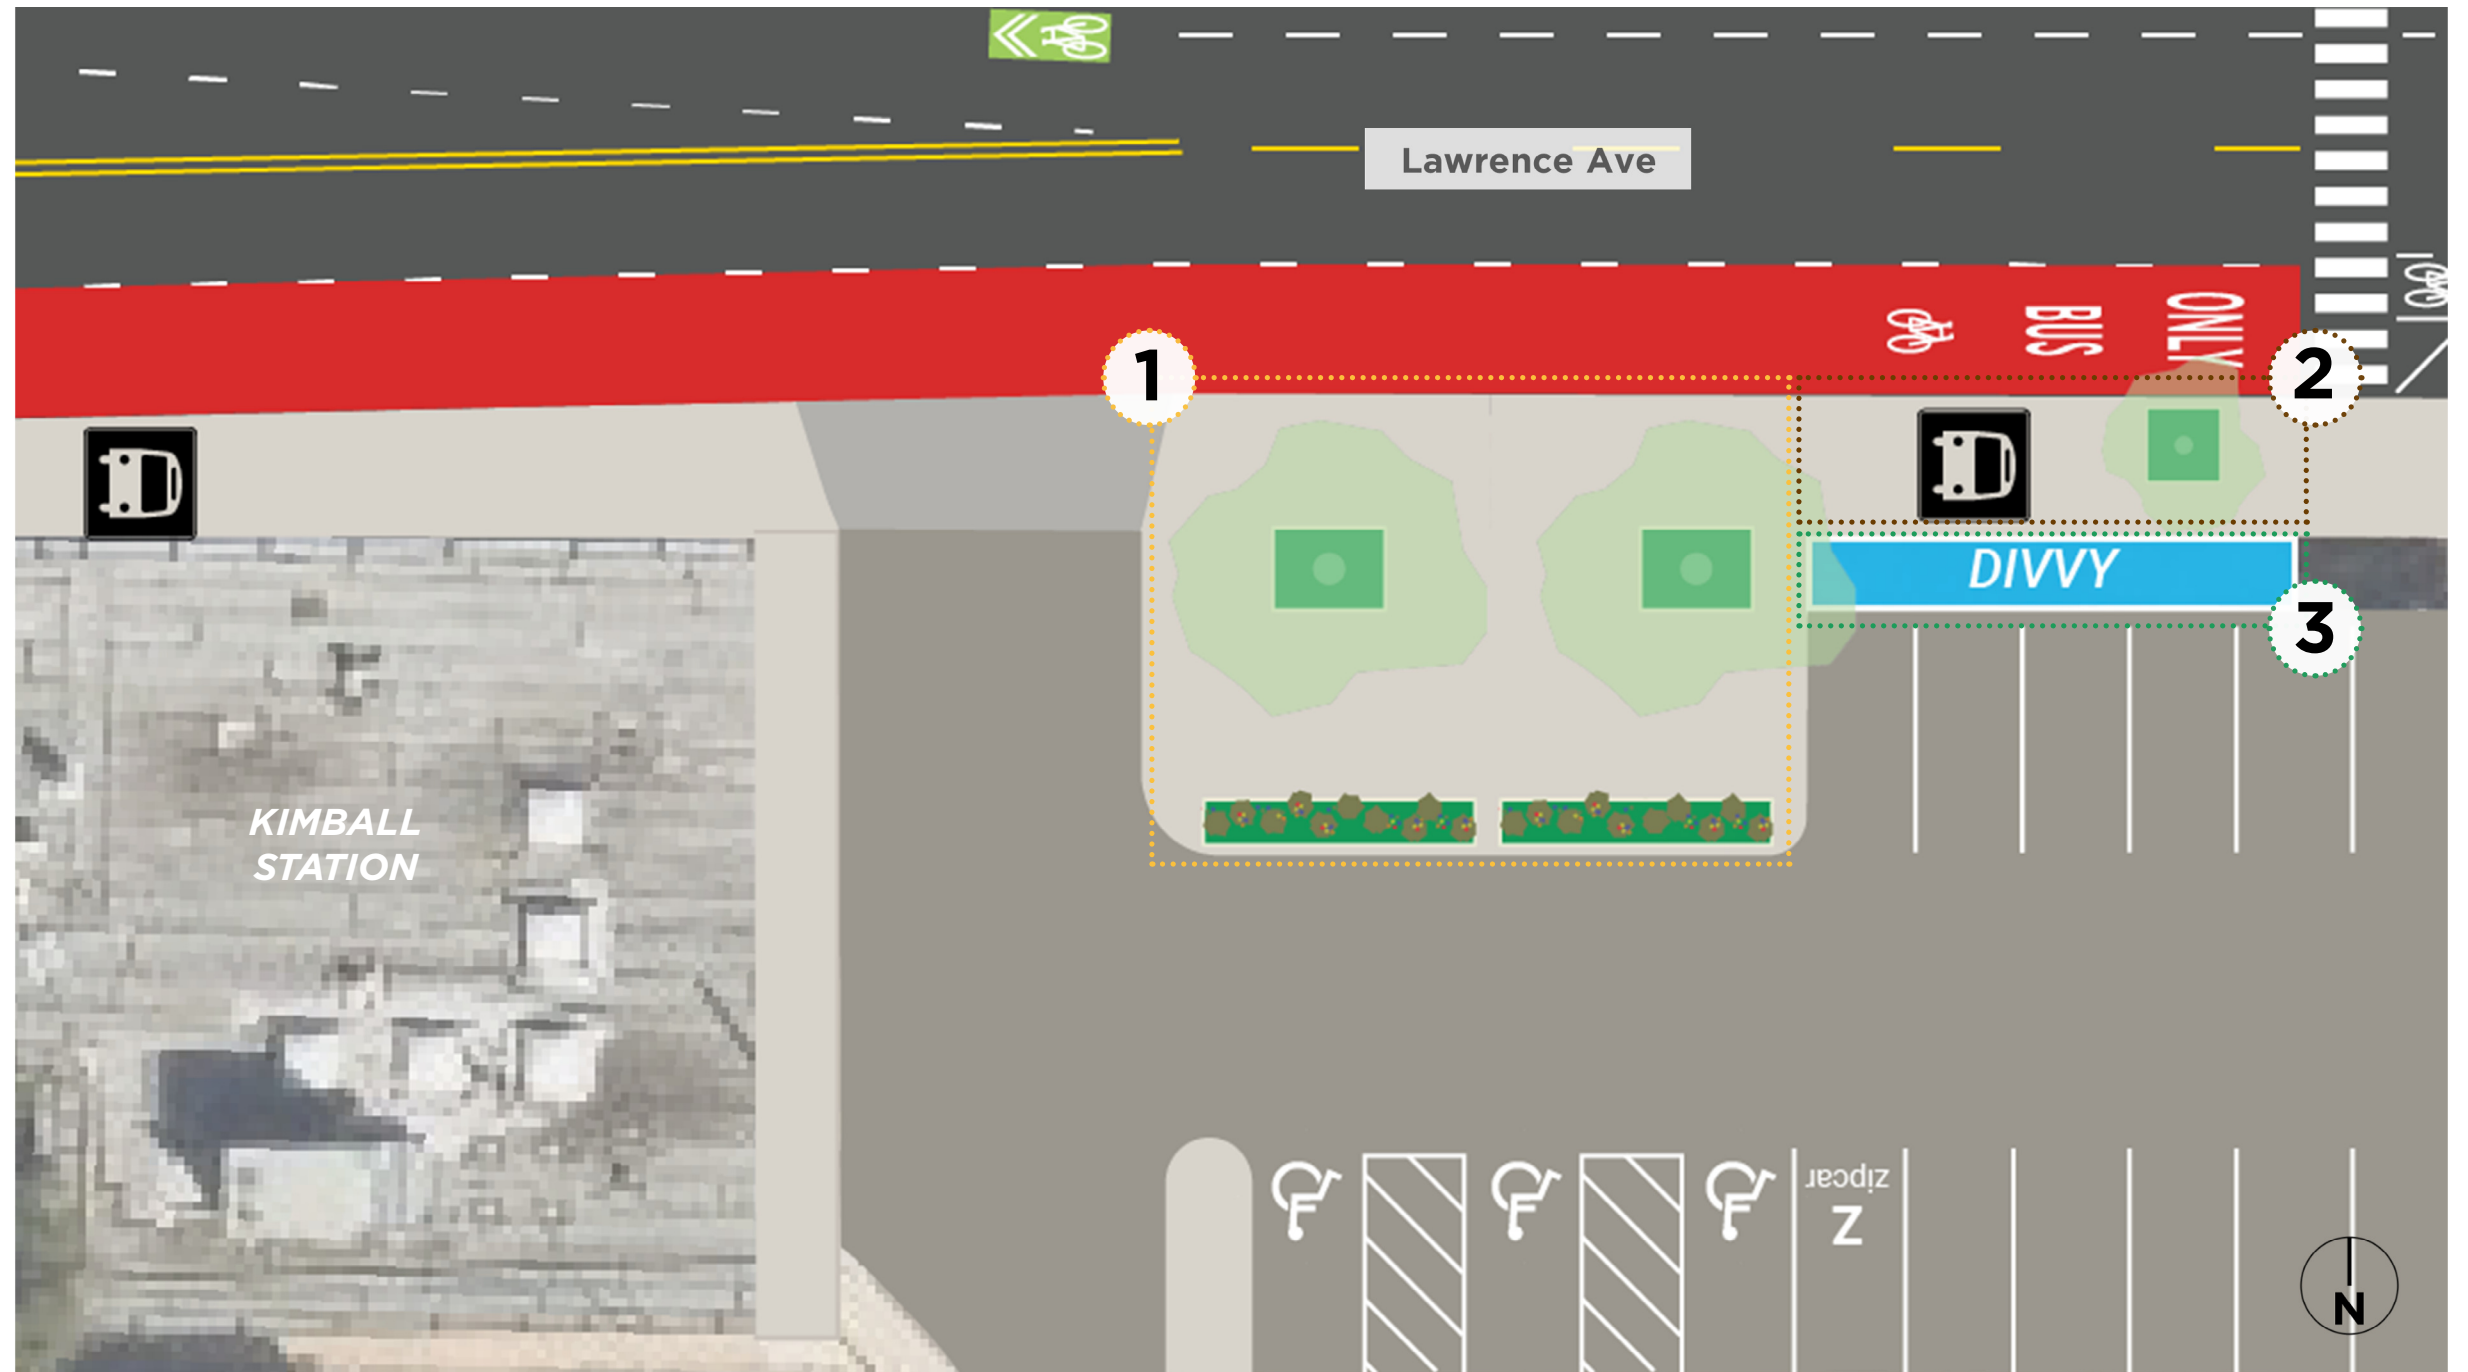 Lawrence Ave
BUS
ONLY
1
2
DIVVY
3
KIMBALL
STATION
zipcar
Z
N